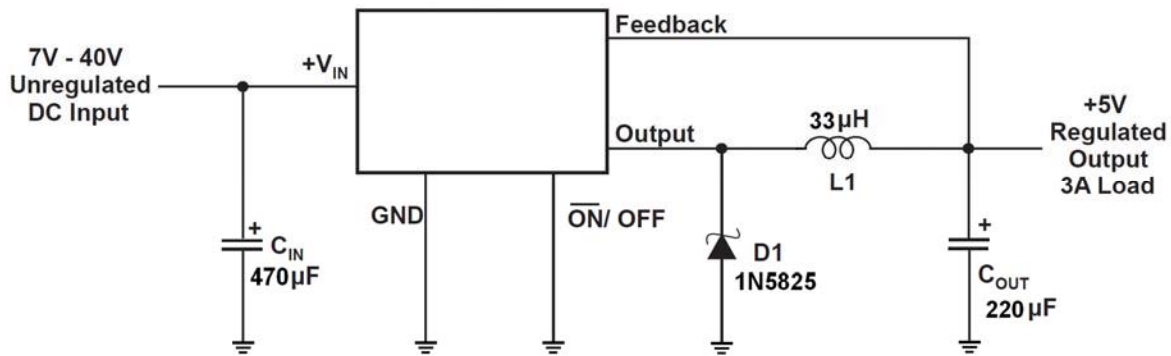 Feedback
7V - 40V
Unregulated
DC Input
+VIN
+5V
Regulated
Output
3A Load
Output
33µH
L1
GND
ON/ OFF
+
CIN
470µF
D1
1N5825
+
COUT
220µF